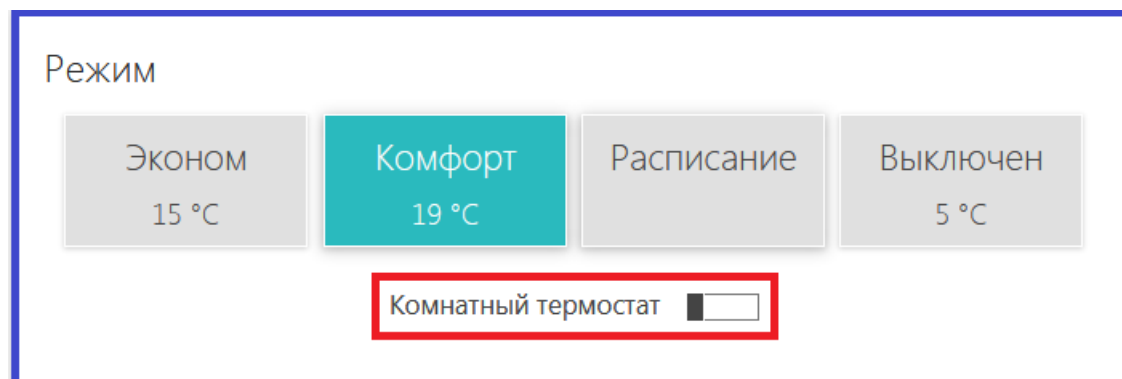 Режим
Эконом Комфорт Расписание Выключен
15 °C 19 °C 5 °C
Комнатный термостат